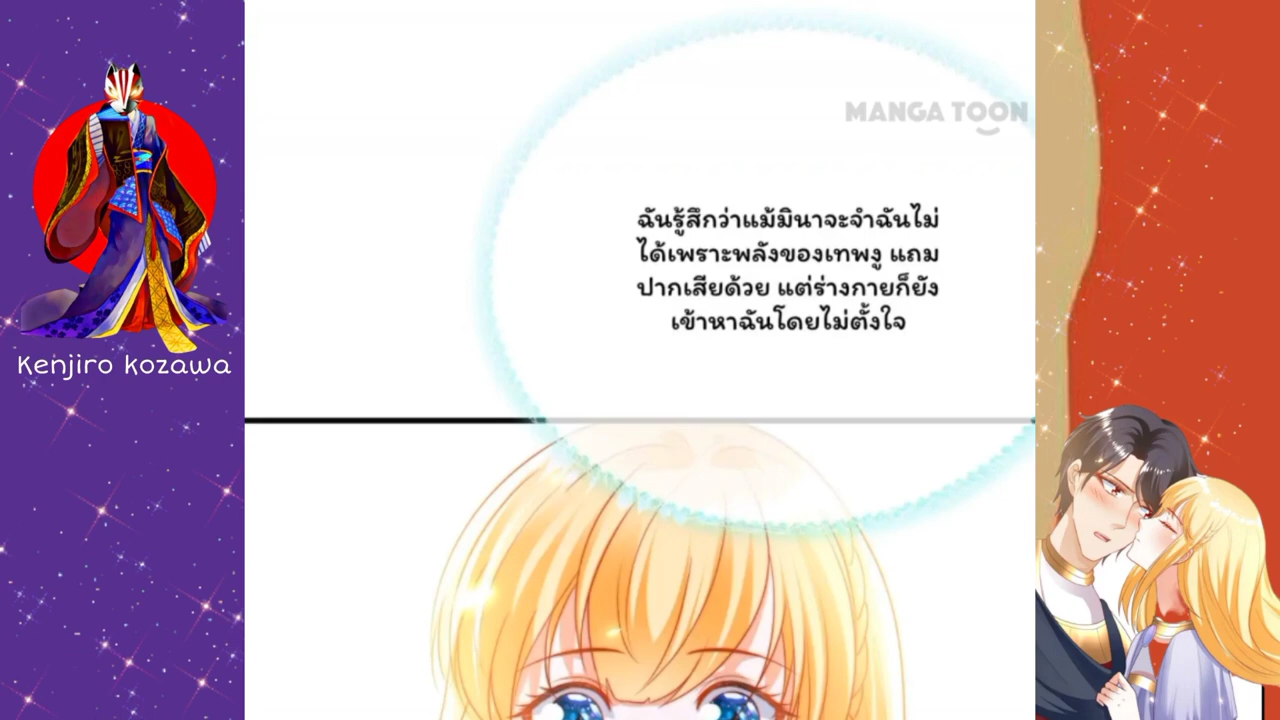 MANGA TOON
ฉันรู้สึกว่าแม้มินาจะจำฉันไม่
ได้เพราะพลังของเทพงู แถม
ปากเสียด้วย แต่ร่างกายก็ยัง
เข้าหาฉันโดยไม่ตั้งใจ
Kenjiro kozawa